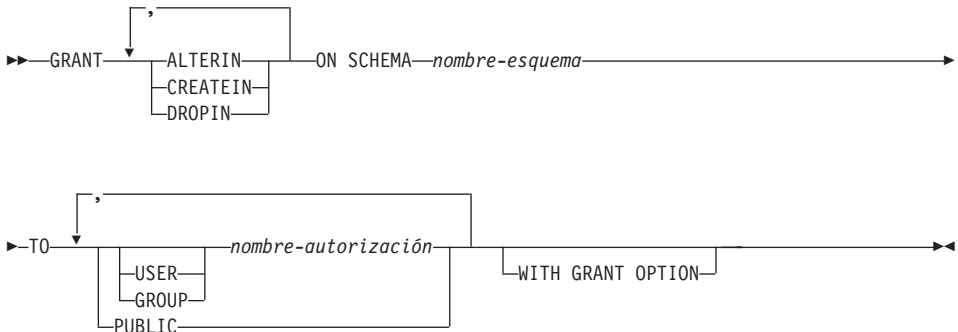 ,
GRANT ALTERIN ON SCHEMA nombre-esquema
CREATEIN
DROPIN
,
TO nombre-autorización
USER WITH GRANT OPTION
GROUP
PUBLIC